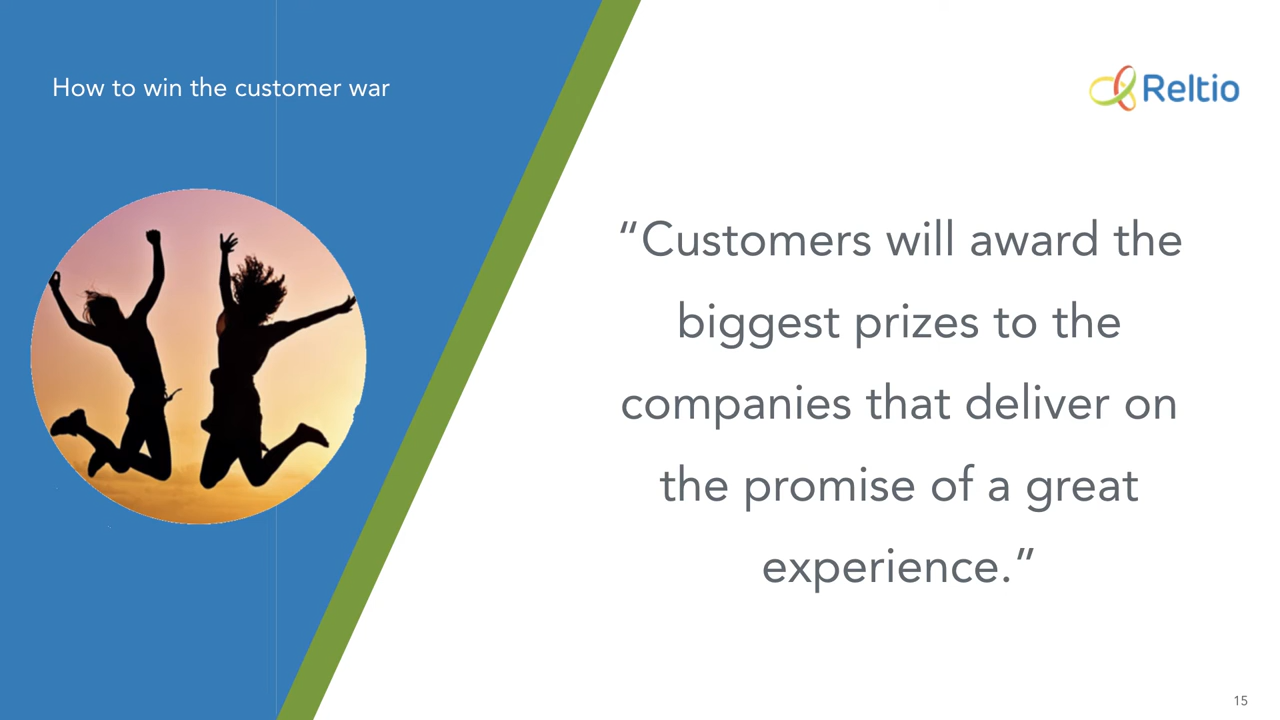 How to win the customer war
Reltio
“Customers will award the
biggest prizes to the
companies that deliver on
the promise of a great
experience.”
15